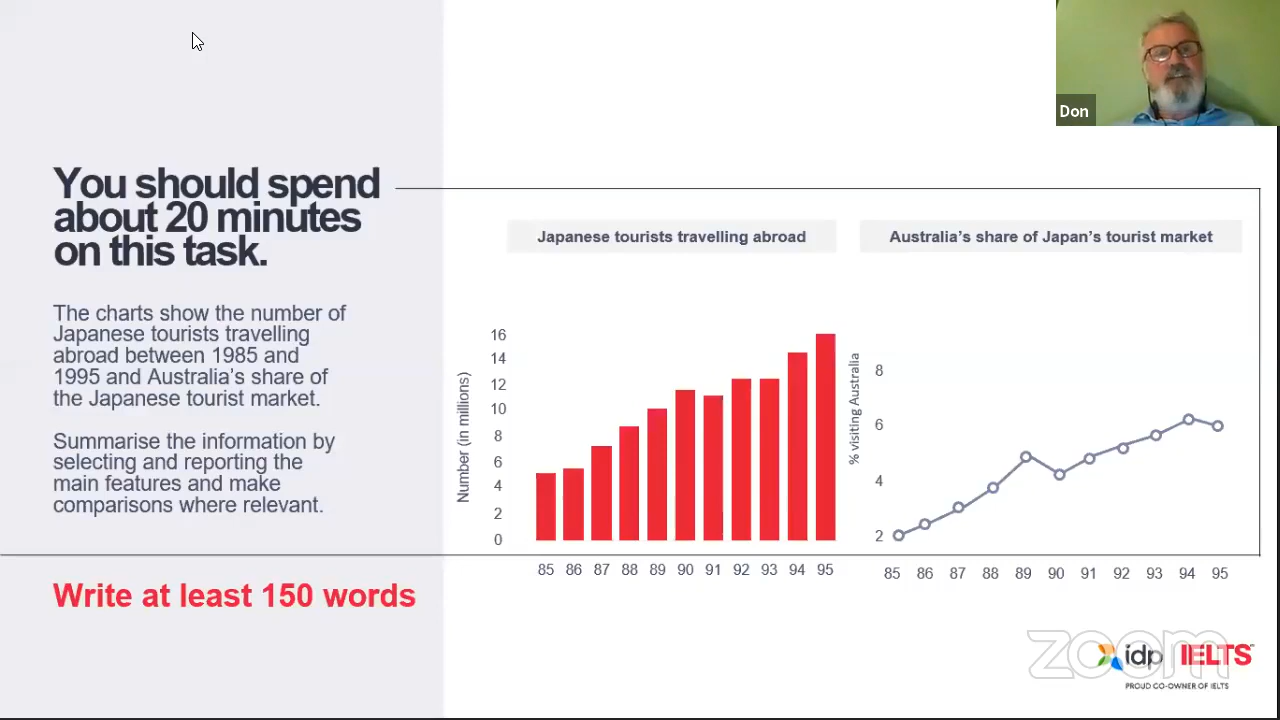 Don
You should spend
about 20 minutes
on this task.
The charts show the number of
Japanese tourists travelling
abroad between 1985 and
1995 and Australia's share of
the Japanese tourist market.
Summarise the information by
selecting and reporting the
main features and make
comparisons where relevant.
Write at least 150 words
Japanese tourists travelling abroad
Number (in millions)
16
14
12
10
8
6
4
2
0
85 86 87 88 89 90 91 92 93 94 95
Australia's share of Japan's tourist market
% visiting Australia
8
6
4
2
85 86 87 88 89 90 91 92 93 94 95
zoom
idp IELTS™
PROUD CO-OWNER OF IELTS